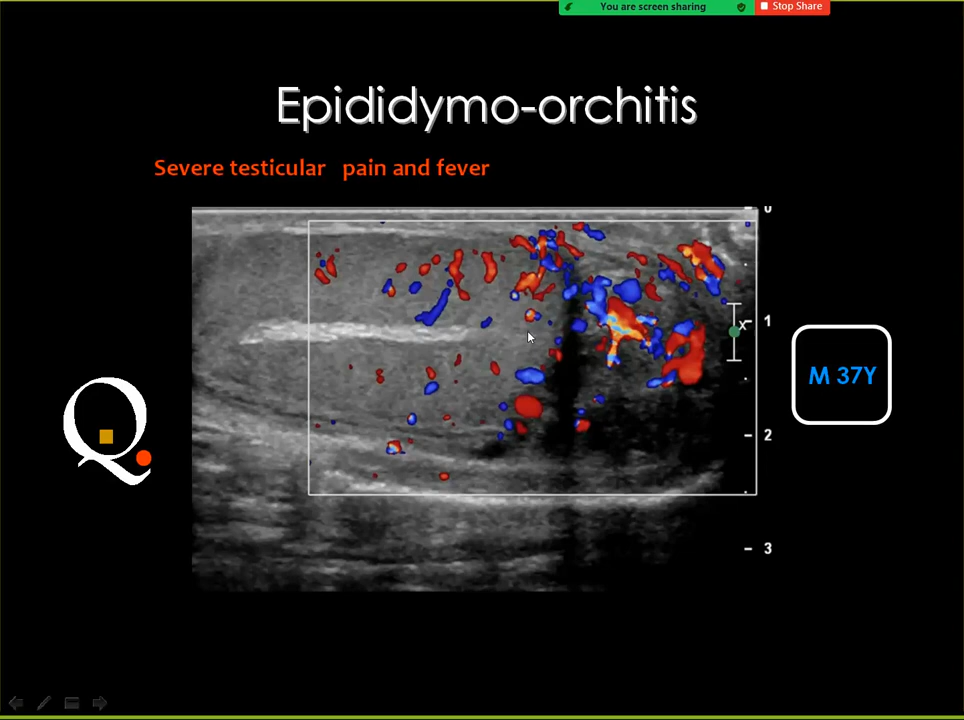 You are screen sharing
Stop Share
Epididymo-orchitis
Severe testicular pain and fever
0
X
1
M 37Y
Q
2
3